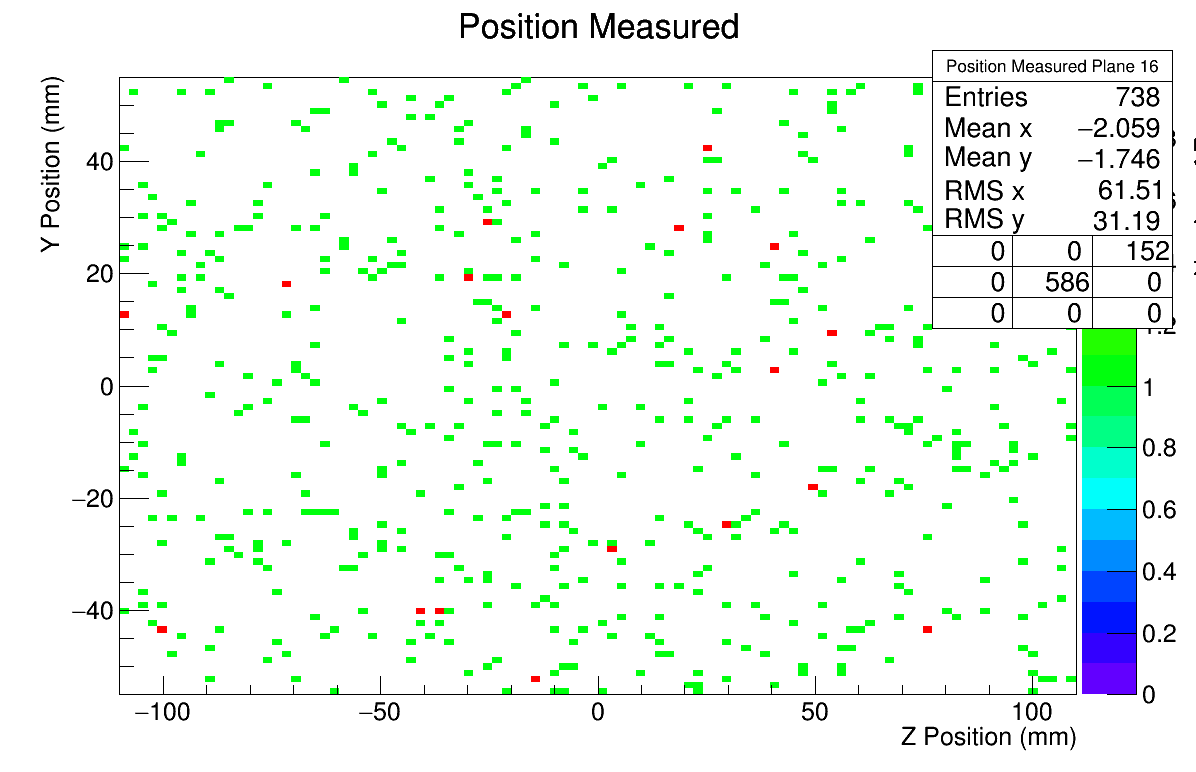 Position Measured
Position Measured Plane 16
Entries 738
Mean x −2.059
Mean y −1.746
RMS x 61.51
RMS y 31.19
0 0 152
0 586 0
0 0 0
Y Position (mm)
40
20
0
−20
−40
1.2
1
0.8
0.6
0.4
0.2
0
−100 −50 0 50 100
Z Position (mm)